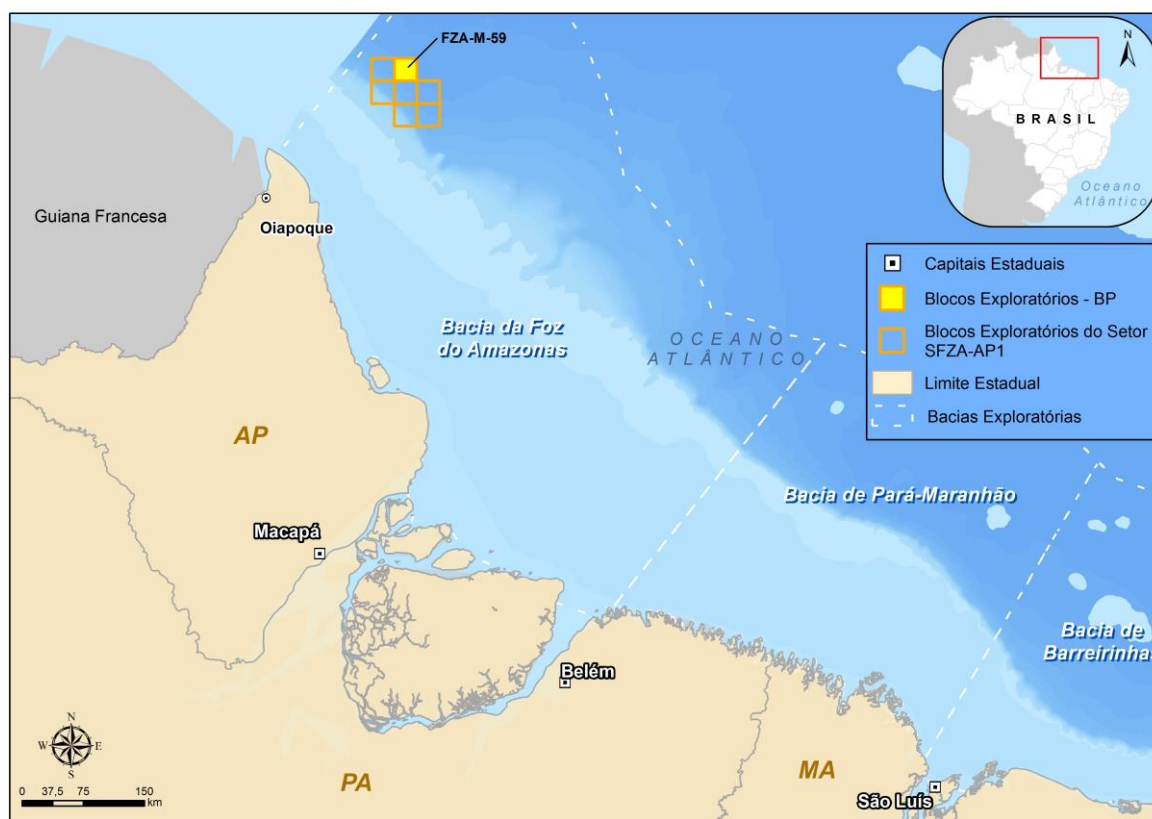 FZA-M-59
N
BRASIL
Oceano
Atlântico
Guiana Francesa
Oiapoque
Bacia da Foz
do Amazonas
OCEANO
ATLÂNTICO
Capitais Estaduais
Blocos Exploratórios - BP
Blocos Exploratórios do Setor
SFZA-AP1
Limite Estadual
Bacias Exploratórias
AP
Bacia de Pará-Maranhão
Macapá
Bacia de
Barreirinhas
Belém
N
W E
S
0 37,5 75 150
km
PA
MA
São Luís